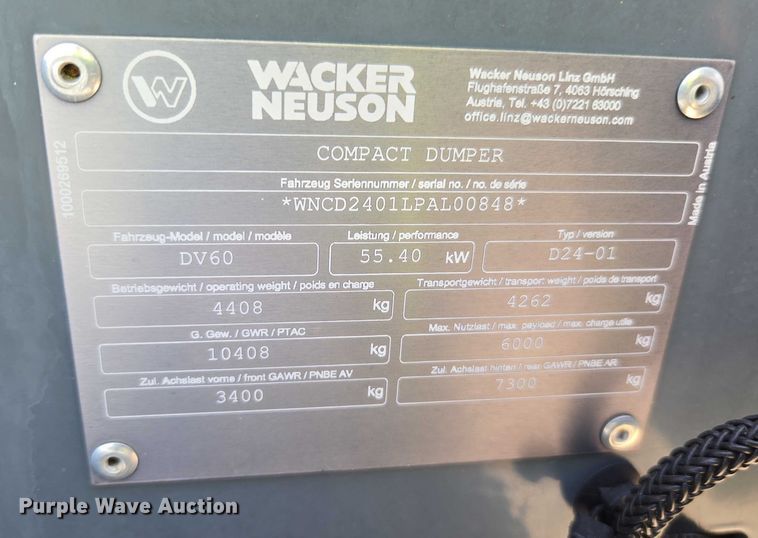 W
WACKER
NEUSON
Wacker Neuson Linz GmbH
Flughafenstraße 7, 4063 Hörsching
Austria, Tel. +43 (0)7221 63000
office.linz@wackerneuson.com
1000269512
Made in Austria
COMPACT DUMPER
Fahrzeug Seriennummer / serial no. / no. de série
*WNCD2401LPAL00848*
Fahrzeug-Model / model / modèle
DV60
Leistung / performance
55.40 kW
Typ / version
D24-01
Betriebsgewicht / operating weight / poids en charge
4408 kg
Transportgewicht / transport weight / poids de transport
4262 kg
G. Gew. / GWR / PTAC
10408 kg
Max. Nutzlast / max. payload / max. charge utile
6000 kg
Zul. Achslast vorne / front GAWR / PNBE AV
3400 kg
Zul. Achslast hinten / rear GAWR / PNBE AR
7300 kg
Purple Wave Auction